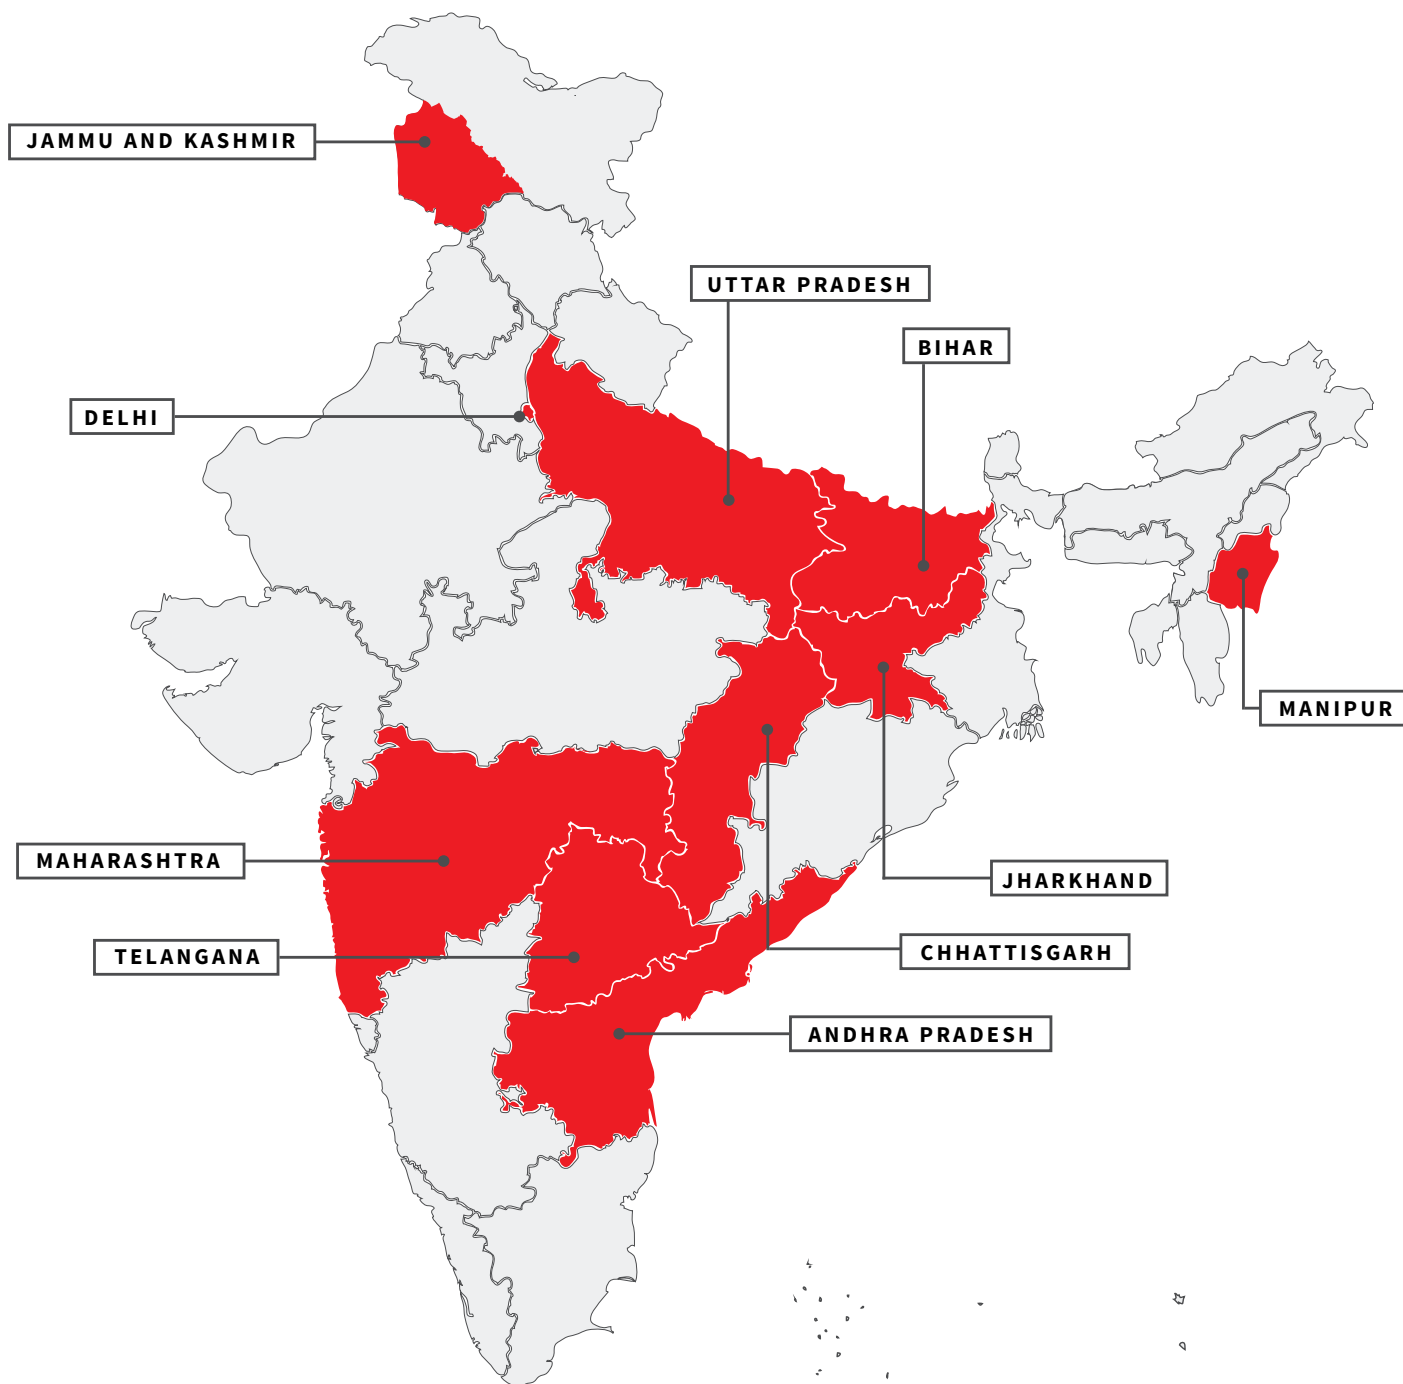 JAMMU AND KASHMIR
UTTAR PRADESH
BIHAR
DELHI
MANIPUR
MAHARASHTRA
JHARKHAND
TELANGANA
CHHATTISGARH
ANDHRA PRADESH